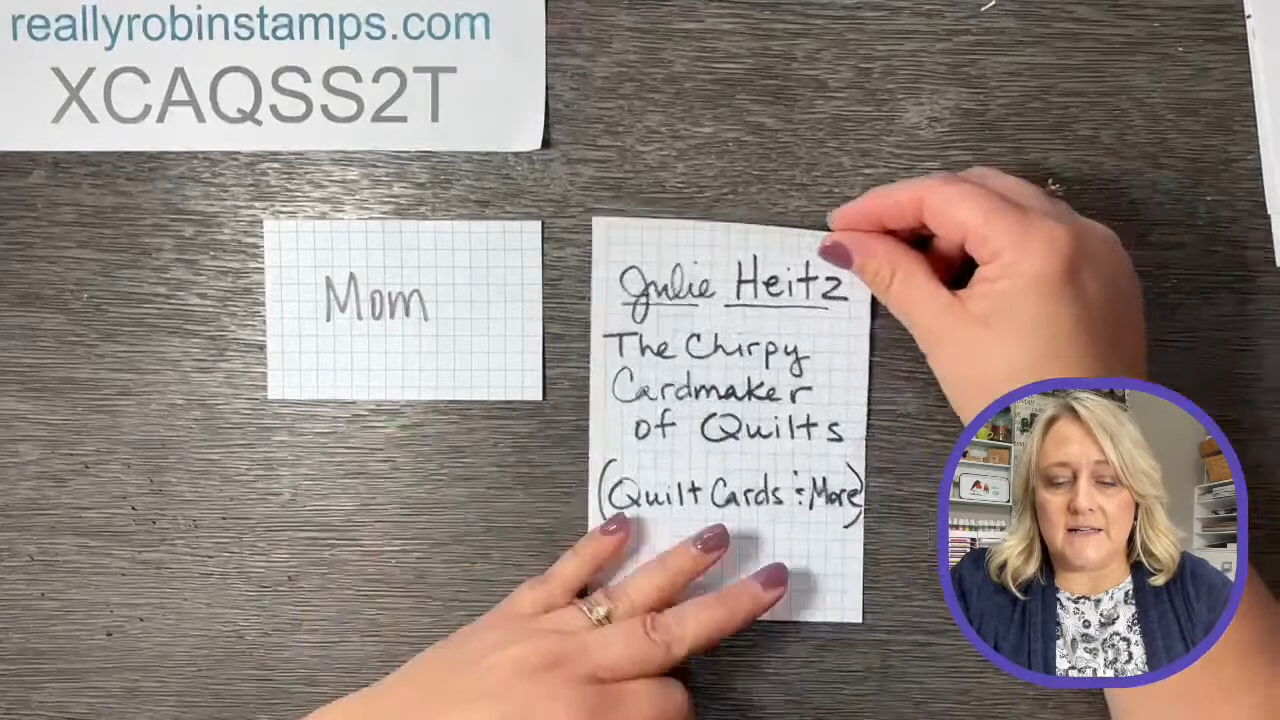 reallyrobinstamps.com
XCAQSS2T
Mom
Julie Heitz
The Chirpy
Cardmaker
of Quilts
(Quilt Cards & More)